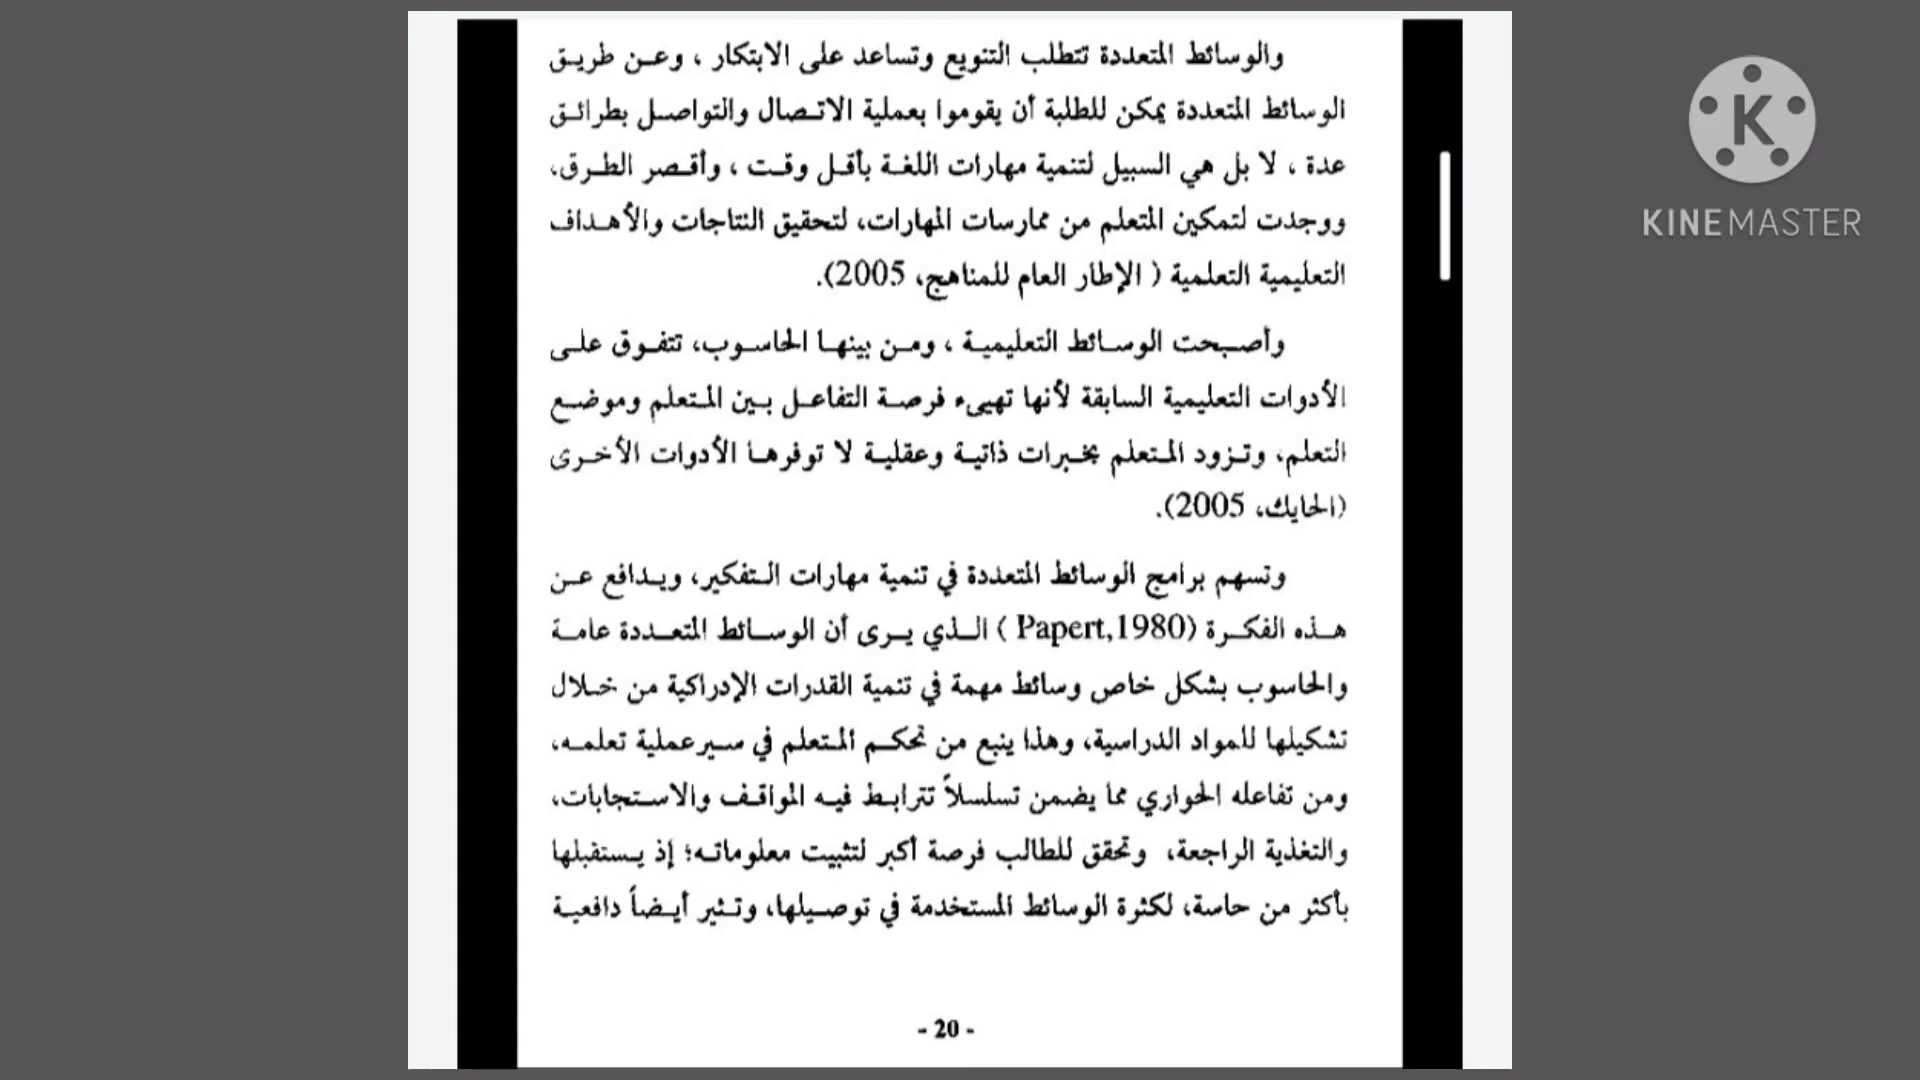 والوسائط المتعددة تتطلب التنويع وتساعد على الابتكار ، وعن طريق
الوسائط المتعددة يمكن للطلبة أن يقوموا بعملية الاتصال والتواصل بطرائق
عدة ، لا بل هي السبيل لتنمية مهارات اللغة بأقل وقت ، وأقصر الطرق،
ووجدت لتمكين المتعلم من ممارسات المهارات، لتحقيق النتاجات والأهداف
التعليمية التعلمية ( الإطار العام للمناهج، 2005).
وأصبحت الوسائط التعليمية ، ومن بينها الحاسوب، تتفوق على
الأدوات التعليمية السابقة لأنها تهيىء فرصة التفاعل بين المتعلم وموضع
التعلم، وتزود المتعلم بخبرات ذاتية وعقلية لا توفرها الأدوات الأخرى
(الحايك، 2005).
وتسهم برامج الوسائط المتعددة في تنمية مهارات التفكير، ويدافع عن
هذه الفكرة (Papert,1980 ) الذي يرى أن الوسائط المتعددة عامة
والحاسوب بشكل خاص وسائط مهمة في تنمية القدرات الإدراكية من خلال
تشكيلها للمواد الدراسية، وهذا ينبع من تحكم المتعلم في سيرعملية تعلمه،
ومن تفاعله الحواري مما يضمن تسلسلاً تترابط فيه المواقف والاستجابات،
والتغذية الراجعة، وتحقق للطالب فرصة أكبر لتثبيت معلوماته؛ إذ يستقبلها
بأكثر من حاسة، لكثرة الوسائط المستخدمة في توصيلها، وتثير أيضاً دافعية
- 20 -
K
KINEMASTER